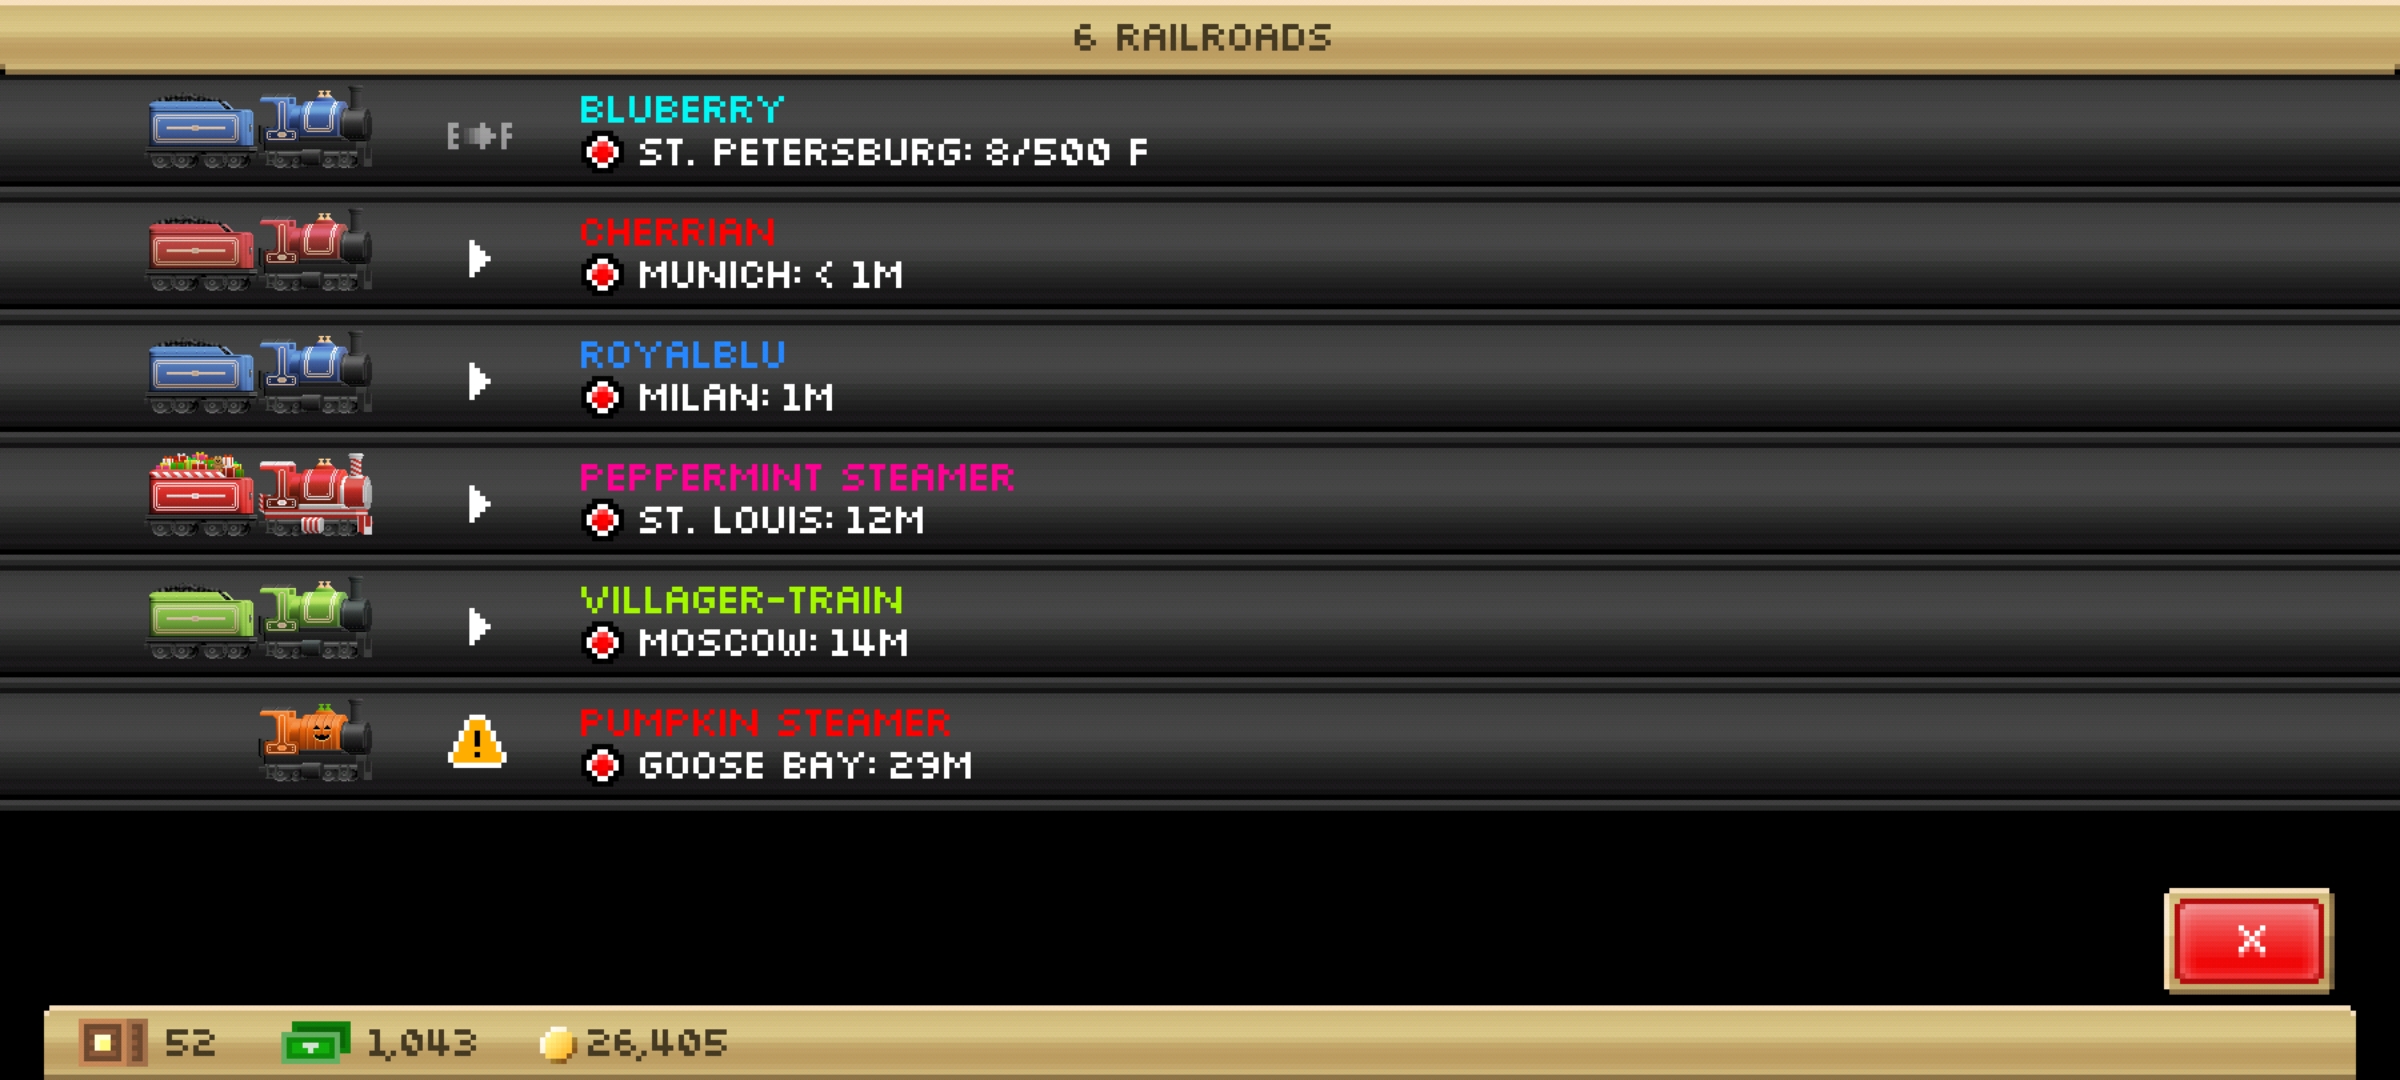 6 RAILROADS
BLUBERRY
E F
ST. PETERSBURG: 8/500 F
CHERRIAN
MUNICH: < 1M
ROYALBLU
MILAN: 1M
PEPPERMINT STEAMER
ST. LOUIS: 12M
VILLAGER-TRAIN
MOSCOW: 14M
PUMPKIN STEAMER
!
GOOSE BAY: 29M
X
52 1,043 26,405